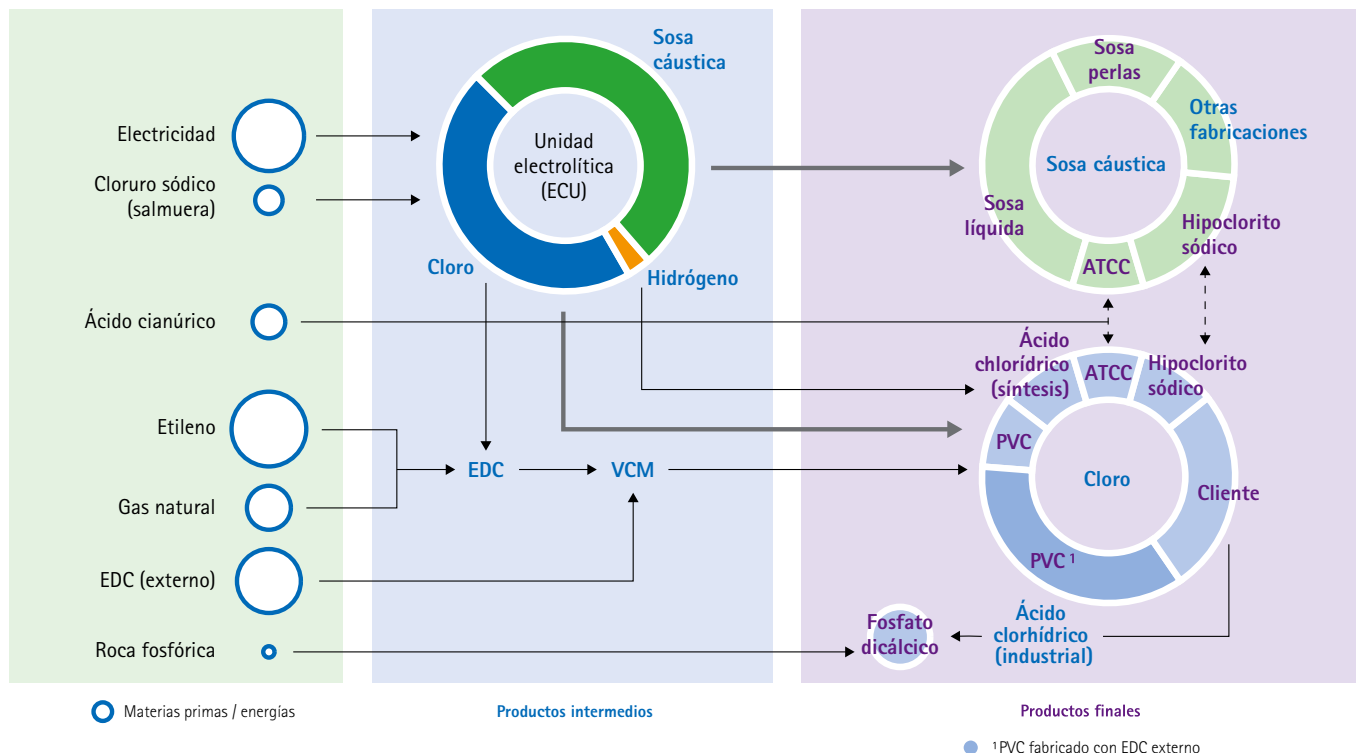 Electricidad
Cloruro sódico
(salmuera)
Ácido cianúrico
Etileno
Gas natural
EDC (externo)
Roca fosfórica
Sosa
cáustica
Unidad
electrolítica
(ECU)
Cloro
Hidrógeno
EDC
VCM
Sosa
perlas
Otras
fabricaciones
Sosa cáustica
Sosa
líquida
Hipoclorito
sódico
ATCC
Ácido
chlorídrico
(síntesis)
ATCC
Hipoclorito
sódico
PVC
Cloro
Cliente
PVC ¹
Fosfato
dicálcico
Ácido
clorhídrico
(industrial)
Materias primas / energías
Productos intermedios
Productos finales
¹ PVC fabricado con EDC externo